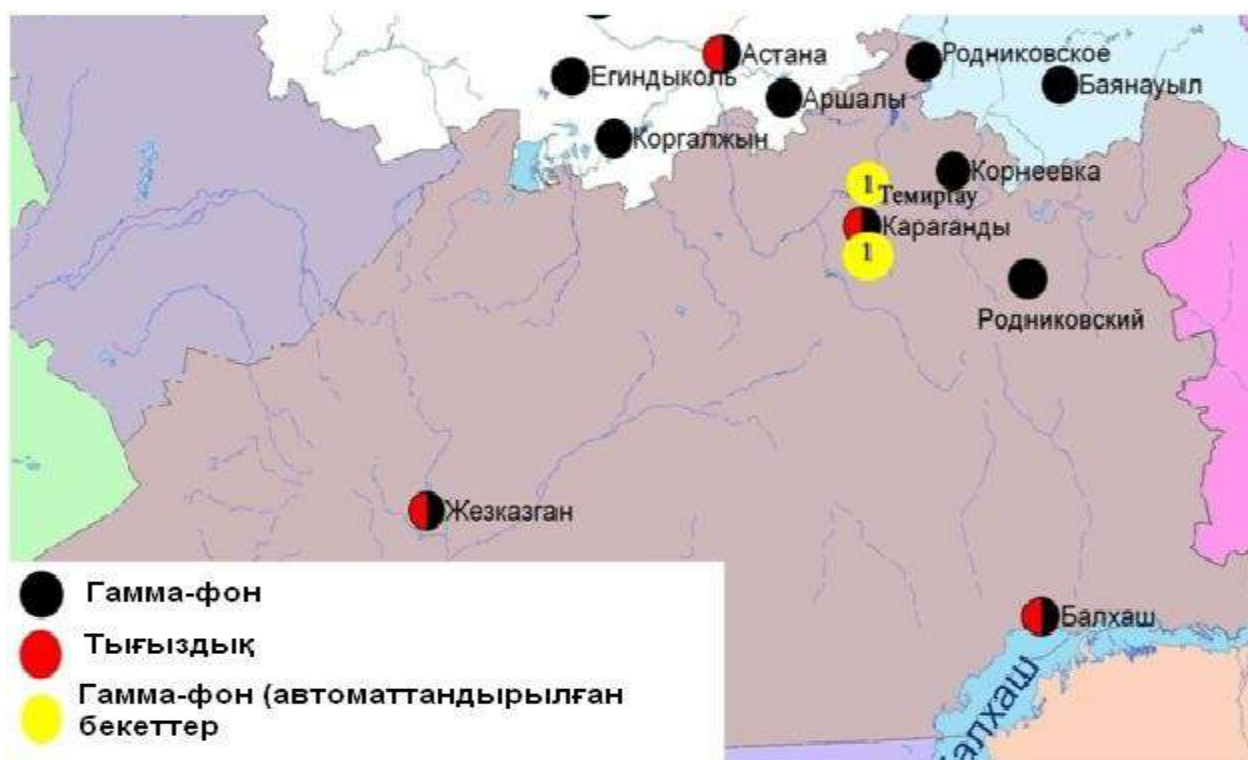 Астана
Родниковское
Егиндыколь
Баянауыл
Аршалы
Коргалжын
Корнеевка
1
Темиртау
Караганды
1
Родниковский
Жезказган
Балхаш
алхаш
Гамма-фон
Тығыздық
Гамма-фон (автоматтандырылған
бекеттер